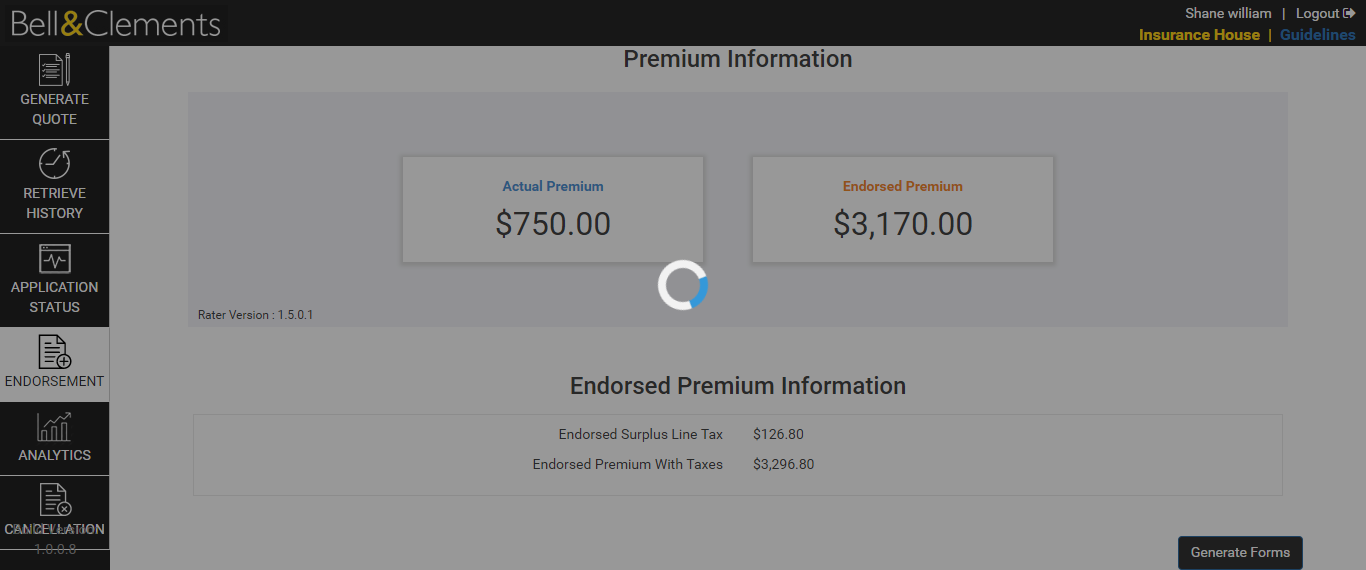 Bell&Clements
Shane william | Logout
Insurance House | Guidelines
GENERATE
QUOTE
RETRIEVE
HISTORY
APPLICATION
STATUS
ENDORSEMENT
ANALYTICS
CANCELLATION
Build Version
1.0.0.8
Premium Information
Actual Premium
$750.00
Endorsed Premium
$3,170.00
Rater Version : 1.5.0.1
Endorsed Premium Information
Endorsed Surplus Line Tax $126.80
Endorsed Premium With Taxes $3,296.80
Generate Forms